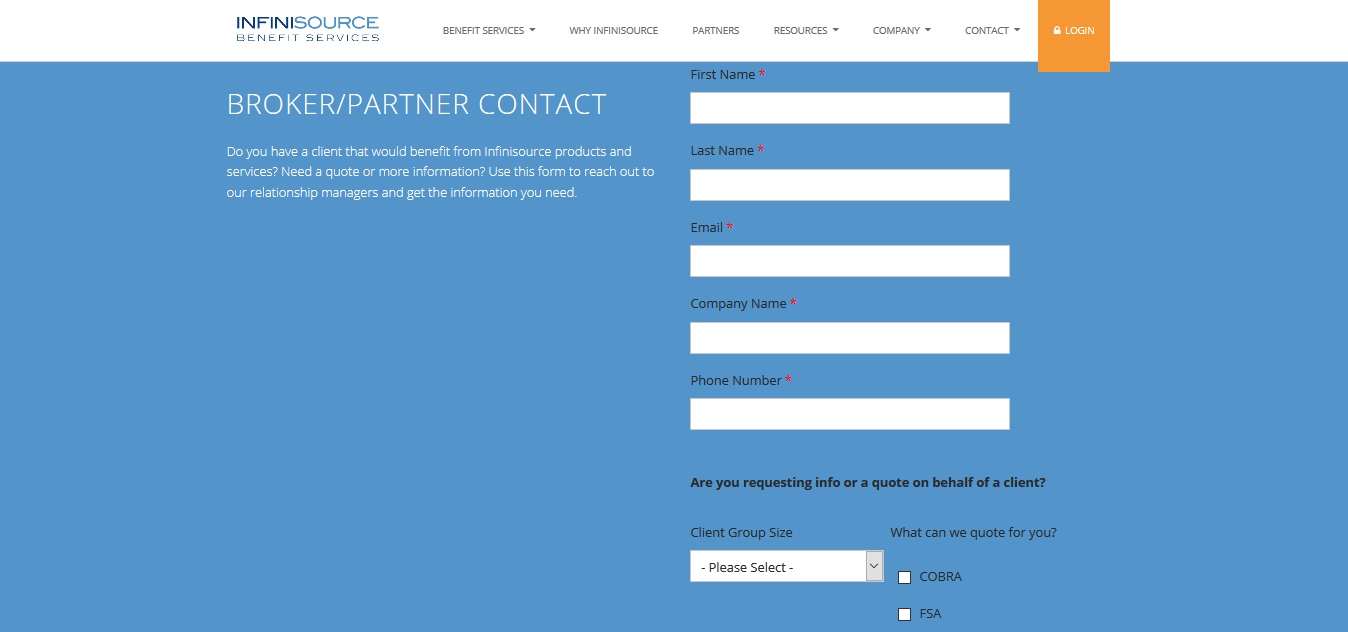 INFINISOURCE
BENEFIT SERVICES
BENEFIT SERVICES
WHY INFINISOURCE
PARTNERS
RESOURCES
COMPANY
CONTACT
LOGIN
BROKER/PARTNER CONTACT
Do you have a client that would benefit from Infinisource products and
services? Need a quote or more information? Use this form to reach out to
our relationship managers and get the information you need.
First Name *
Last Name *
Email *
Company Name *
Phone Number *
Are you requesting info or a quote on behalf of a client?
Client Group Size
- Please Select -
What can we quote for you?
COBRA
FSA